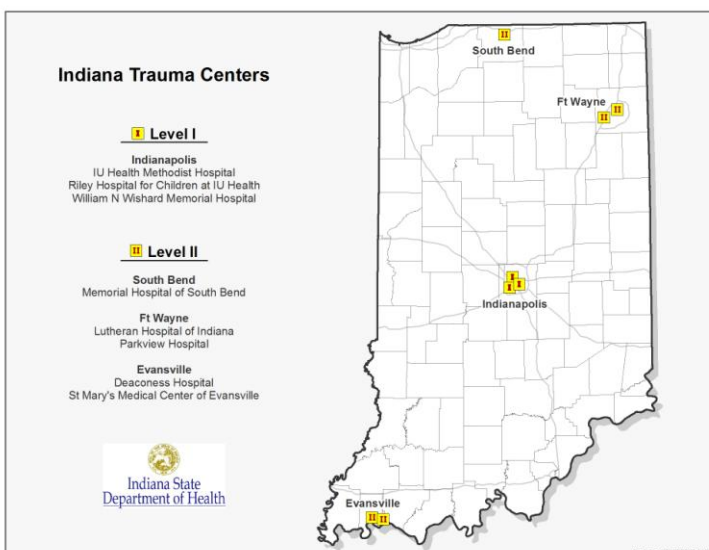 Indiana Trauma Centers
I Level I
Indianapolis
IU Health Methodist Hospital
Riley Hospital for Children at IU Health
William N Wishard Memorial Hospital
II Level II
South Bend
Memorial Hospital of South Bend
Ft Wayne
Lutheran Hospital of Indiana
Parkview Hospital
Evansville
Deaconess Hospital
St Mary's Medical Center of Evansville
Indiana State
Department of Health
II
South Bend
Ft Wayne
II
II
I
I
I
Indianapolis
Evansville
II
II